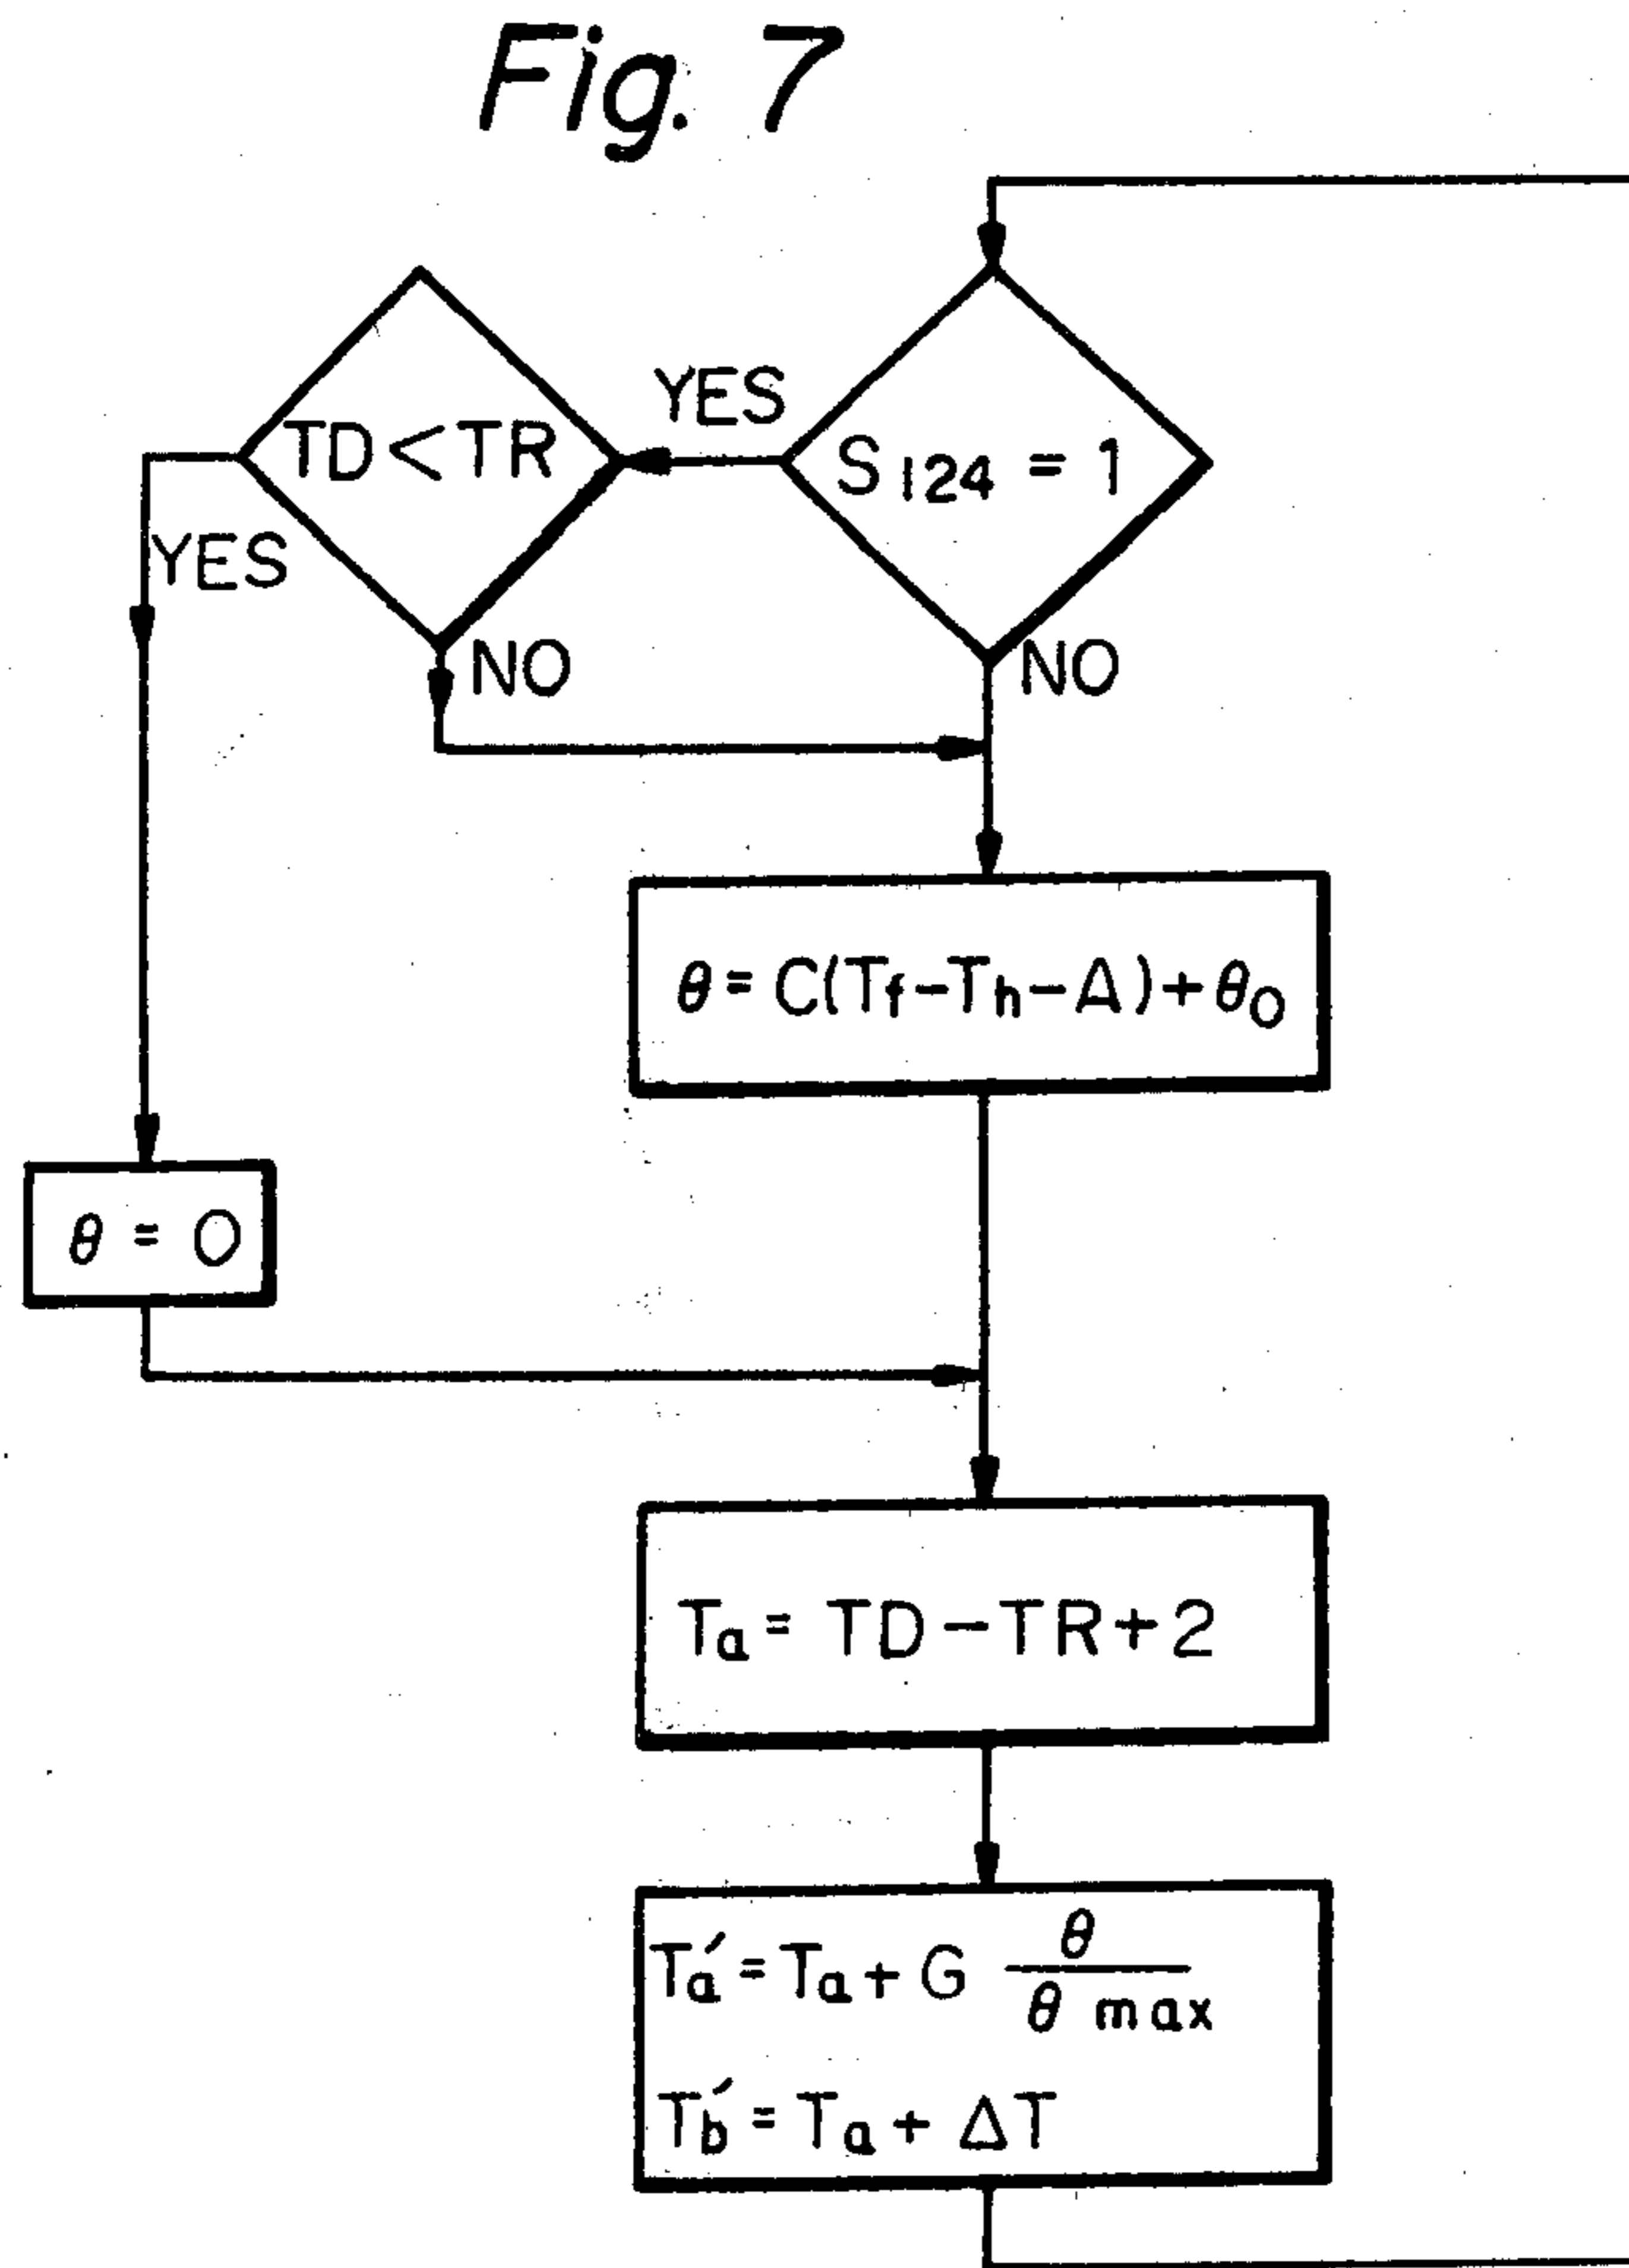 Fig. 7
S124 = 1
YES
NO
TD<TR
YES
NO
θ = C(Tf-Th-A)+θ0
θ = 0
Ta = TD-TR+2
Ta' = Ta + G θ/θ max
Tb' = Ta + ΔT